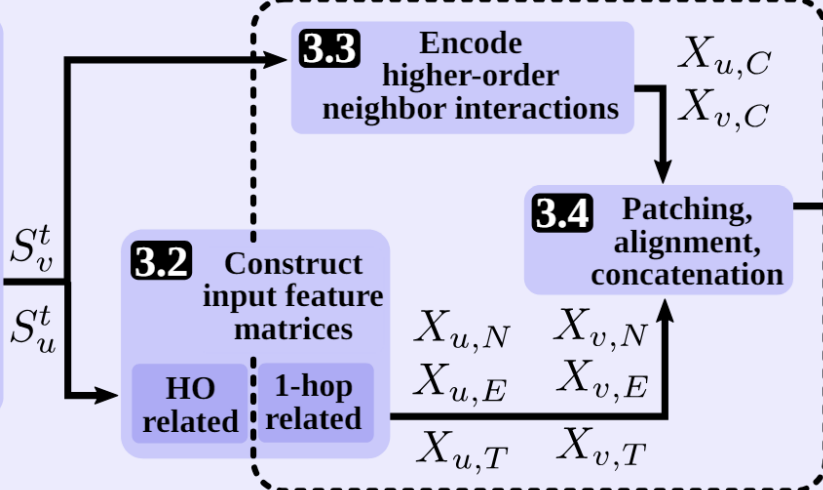 3.3 Encode
higher-order
neighbor interactions
X_{u,C}
X_{v,C}
S_v^t
S_u^t
3.2 Construct
input feature
matrices
HO
related
1-hop
related
3.4 Patching,
alignment,
concatenation
X_{u,N} X_{v,N}
X_{u,E} X_{v,E}
X_{u,T} X_{v,T}